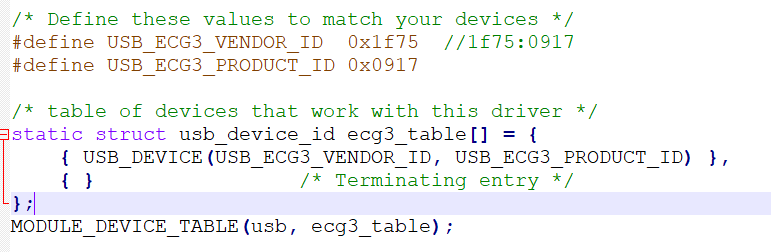 /* Define these values to match your devices */
#define USB_ECG3_VENDOR_ID  0x1f75  //1f75:0917
#define USB_ECG3_PRODUCT_ID 0x0917

/* table of devices that work with this driver */
static struct usb_device_id ecg3_table[] = {
    { USB_DEVICE(USB_ECG3_VENDOR_ID, USB_ECG3_PRODUCT_ID) },
    { }                 /* Terminating entry */
};
MODULE_DEVICE_TABLE(usb, ecg3_table);